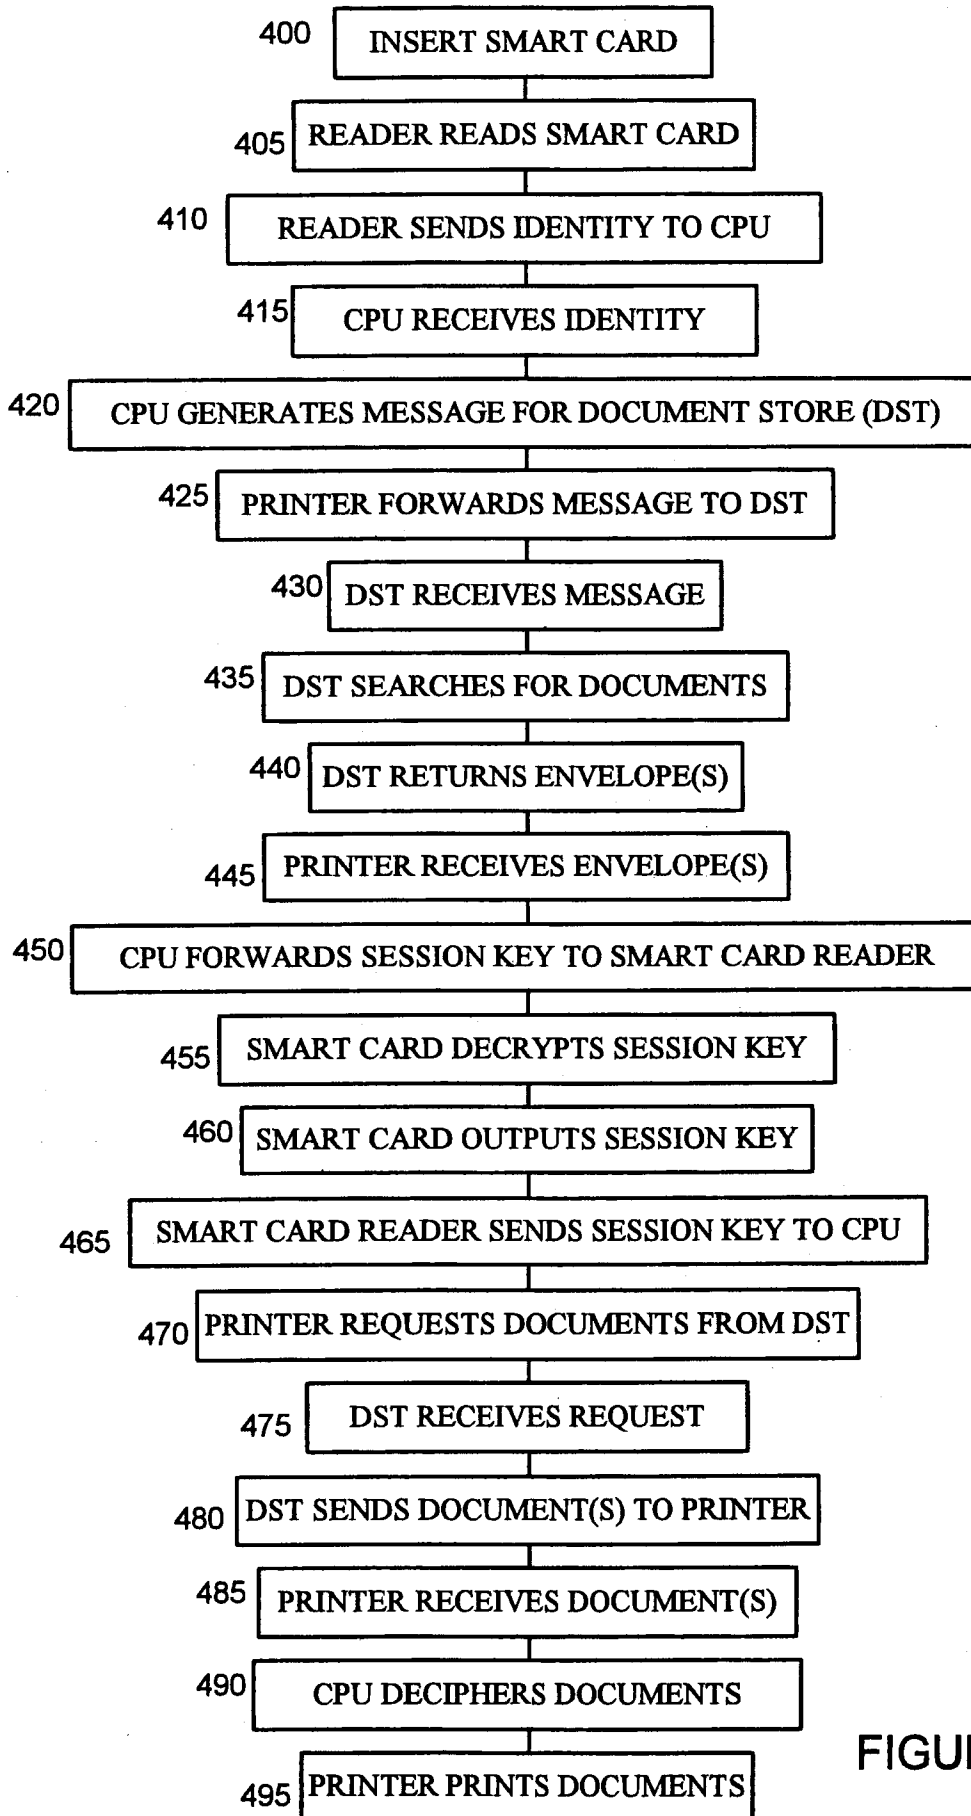 400 INSERT SMART CARD
405 READER READS SMART CARD
410 READER SENDS IDENTITY TO CPU
415 CPU RECEIVES IDENTITY
420 CPU GENERATES MESSAGE FOR DOCUMENT STORE (DST)
425 PRINTER FORWARDS MESSAGE TO DST
430 DST RECEIVES MESSAGE
435 DST SEARCHES FOR DOCUMENTS
440 DST RETURNS ENVELOPE(S)
445 PRINTER RECEIVES ENVELOPE(S)
450 CPU FORWARDS SESSION KEY TO SMART CARD READER
455 SMART CARD DECRYPTS SESSION KEY
460 SMART CARD OUTPUTS SESSION KEY
465 SMART CARD READER SENDS SESSION KEY TO CPU
470 PRINTER REQUESTS DOCUMENTS FROM DST
475 DST RECEIVES REQUEST
480 DST SENDS DOCUMENT(S) TO PRINTER
485 PRINTER RECEIVES DOCUMENT(S)
490 CPU DECIPHERS DOCUMENTS
495 PRINTER PRINTS DOCUMENTS